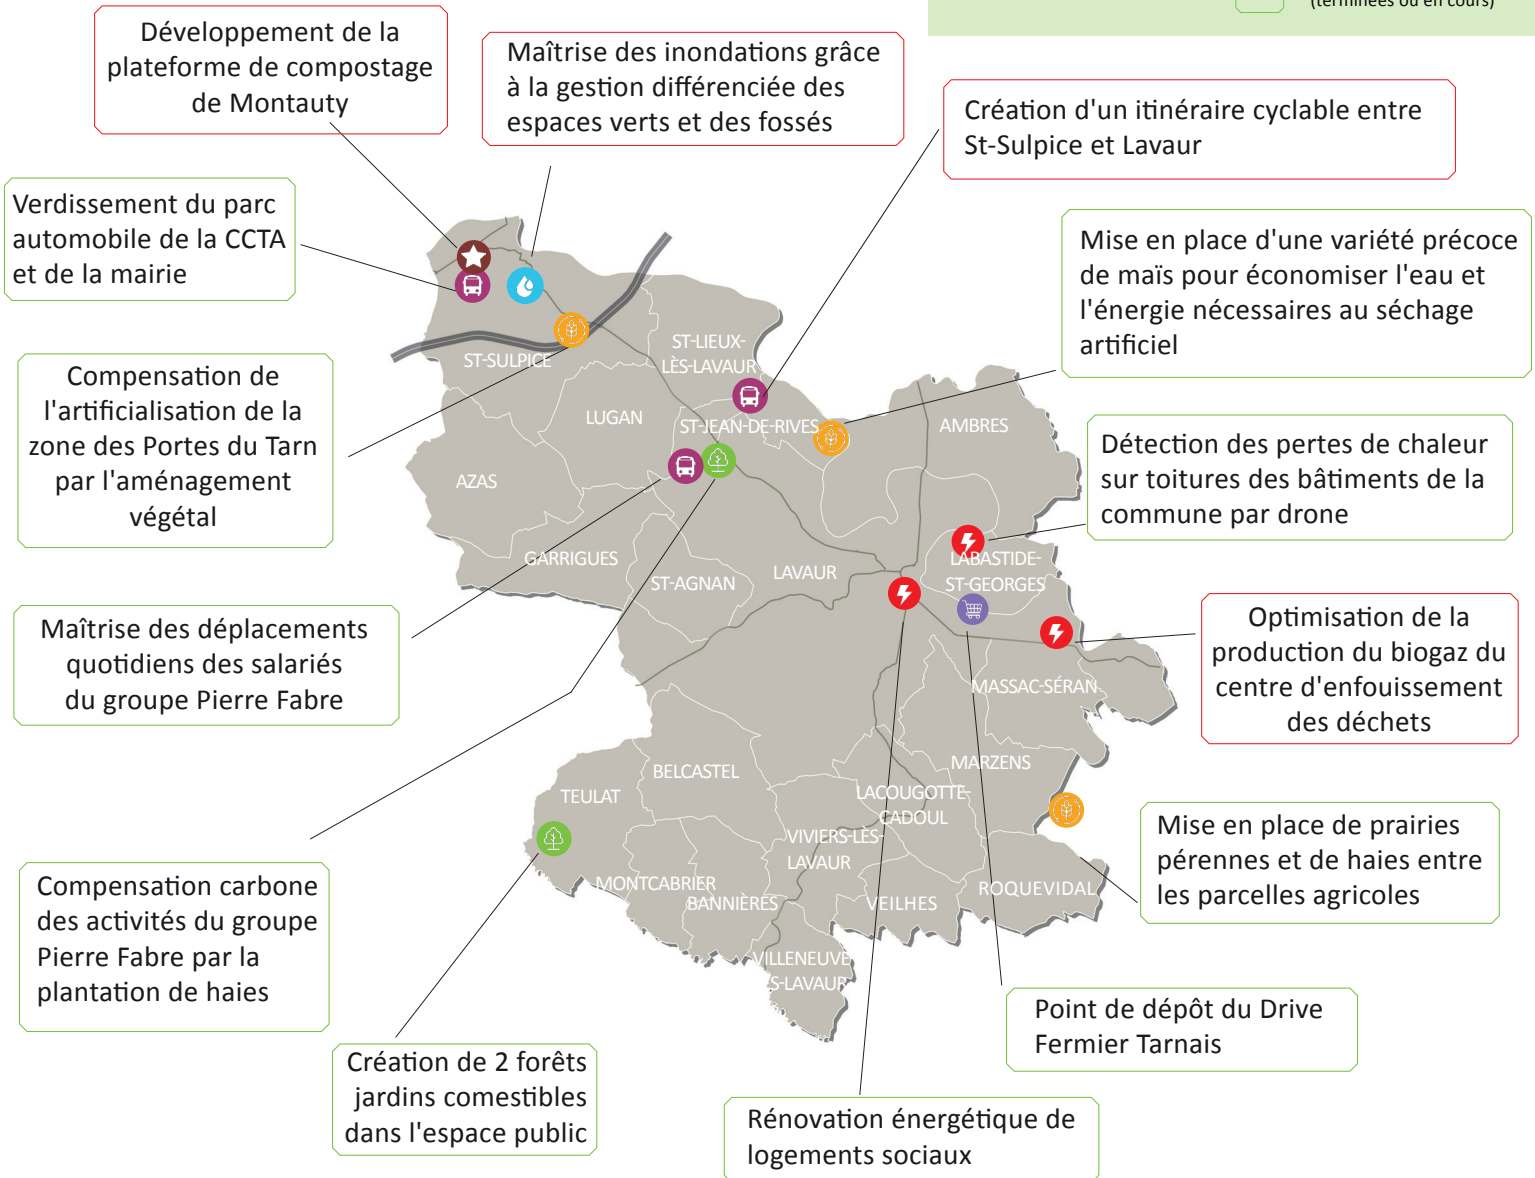 (terminées ou en cours)
Développement de la
plateforme de compostage
de Montauty
Maîtrise des inondations grâce
à la gestion différenciée des
espaces verts et des fossés
Création d'un itinéraire cyclable entre
St-Sulpice et Lavaur
Verdissement du parc
automobile de la CCTA
et de la mairie
Mise en place d'une variété précoce
de maïs pour économiser l'eau et
l'énergie nécessaires au séchage
artificiel
Compensation de
l'artificialisation de la
zone des Portes du Tarn
par l'aménagement
végétal
Détection des pertes de chaleur
sur toitures des bâtiments de la
commune par drone
Maîtrise des déplacements
quotidiens des salariés
du groupe Pierre Fabre
Optimisation de la
production du biogaz du
centre d'enfouissement
des déchets
Compensation carbone
des activités du groupe
Pierre Fabre par la
plantation de haies
Mise en place de prairies
pérennes et de haies entre
les parcelles agricoles
Création de 2 forêts
jardins comestibles
dans l'espace public
Point de dépôt du Drive
Fermier Tarnais
Rénovation énergétique de
logements sociaux
ST-SULPICE
ST-LIEUX-
LÈS-LAVAUR
LUGAN
ST-JEAN-DE-RIVES
AMBRES
AZAS
GARRIGUES
ST-AGNAN
LAVAUR
LABASTIDE-
ST-GEORGES
MASSAC-SÉRAN
MARZENS
BELCASTEL
TEULAT
LACOUGOTTE-
CADOUL
VIVIERS-LÈS-
LAVAUR
MONTCABRIER
BANNIÈRES
VEILHES
ROQUEVIDAL
VILLENEUVE
S-LAVAUR